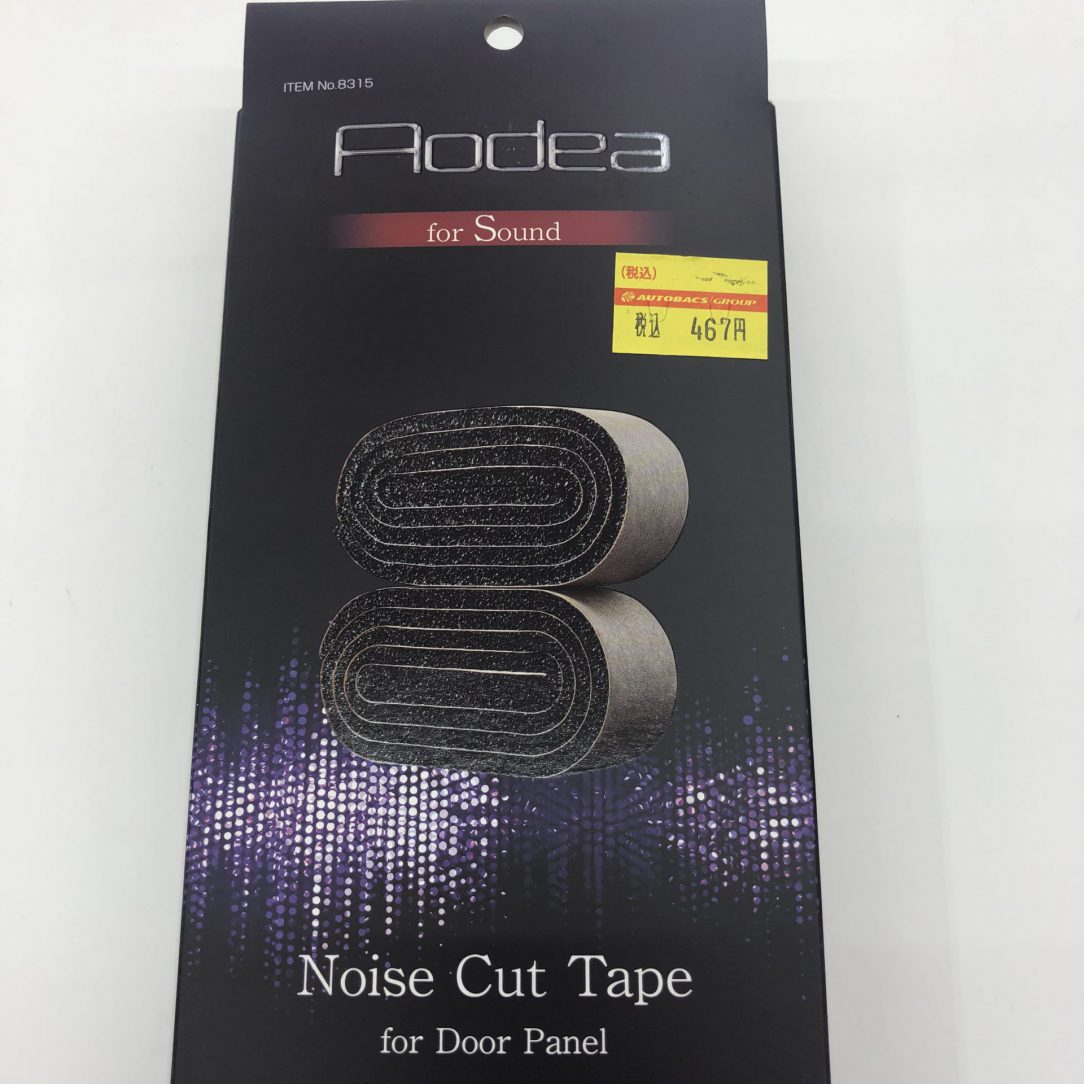 ITEM No.8315
Aodea
for Sound
(税込)
AUTOBACS GROUP
税込 467円
Noise Cut Tape
for Door Panel